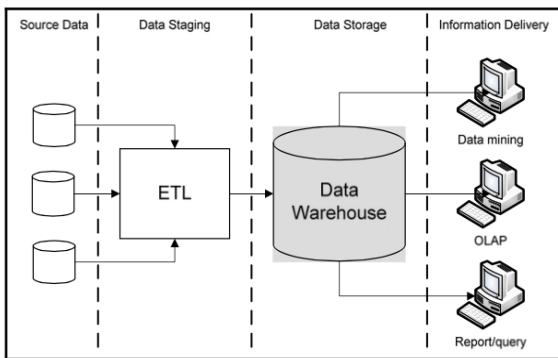 Source Data
Data Staging
Data Storage
Information Delivery
Data mining
ETL
Data
Warehouse
OLAP
Report/query